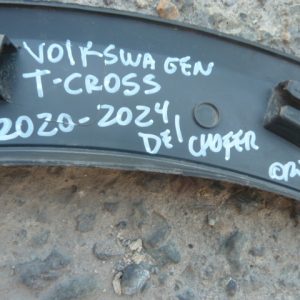 VOLKSWAGEN
T-CROSS
2020-2024
DEL CHOFER